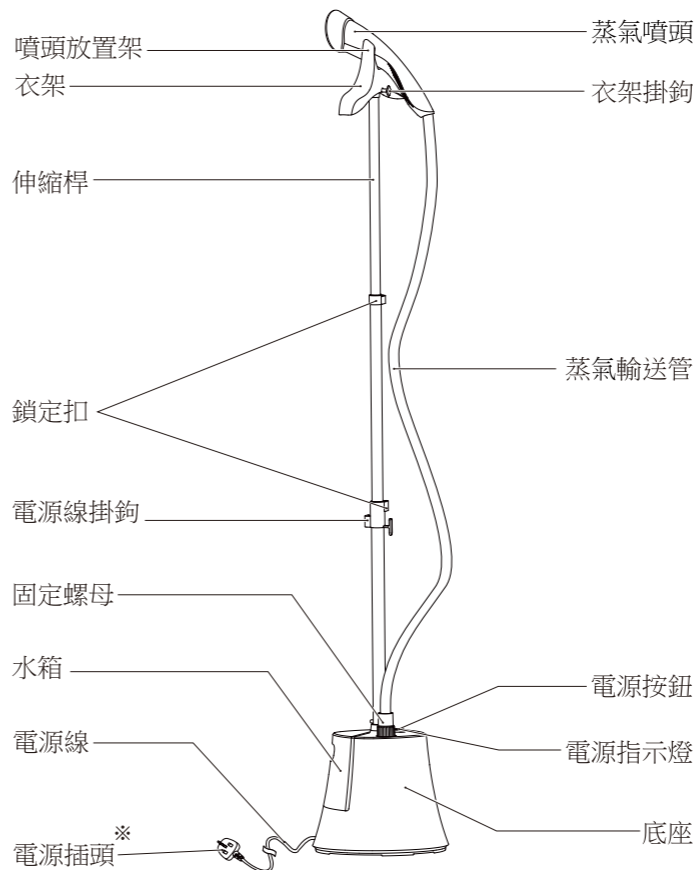 噴頭放置架
衣架
伸縮桿
鎖定扣
電源線掛鉤
固定螺母
水箱
電源線
電源插頭※
蒸氣噴頭
衣架掛鉤
蒸氣輸送管
電源按鈕
電源指示燈
底座